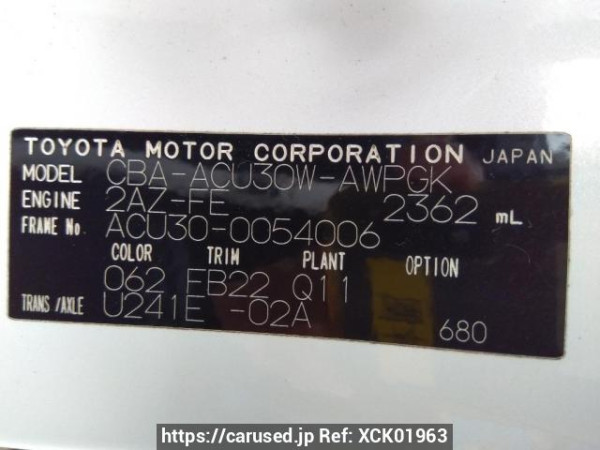 TOYOTA MOTOR CORPORATION JAPAN
MODEL CBA-ACU30W-AWPGK
ENGINE 2AZ-FE 2362 mL
FRAME No ACU30-0054006
COLOR TRIM PLANT OPTION
062 FB22 Q11
TRANS /AXLE U241E -02A
680
https://carused.jp Ref: XCK01963